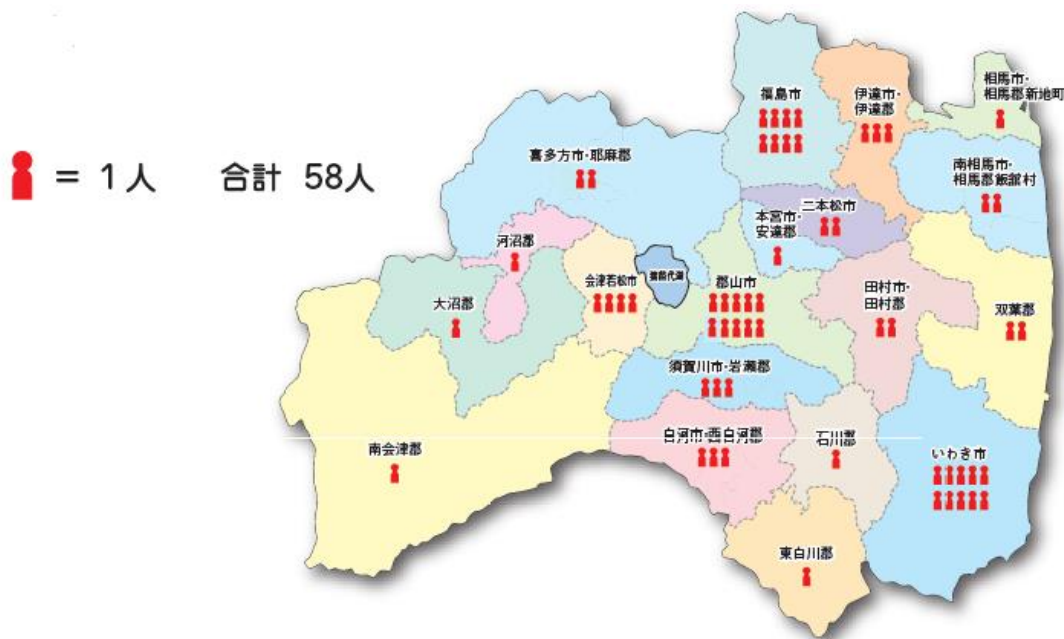 = 1人 合計 58人
福島市
伊達市・
伊達郡
相馬市・
相馬郡新地町
喜多方市・耶麻郡
南相馬市・
相馬郡飯舘村
二本松市
本宮市・
安達郡
河沼郡
会津若松市
猪苗代湖
郡山市
田村市・
田村郡
双葉郡
大沼郡
須賀川市・岩瀬郡
南会津郡
白河市・西白河郡
石川郡
いわき市
東白川郡